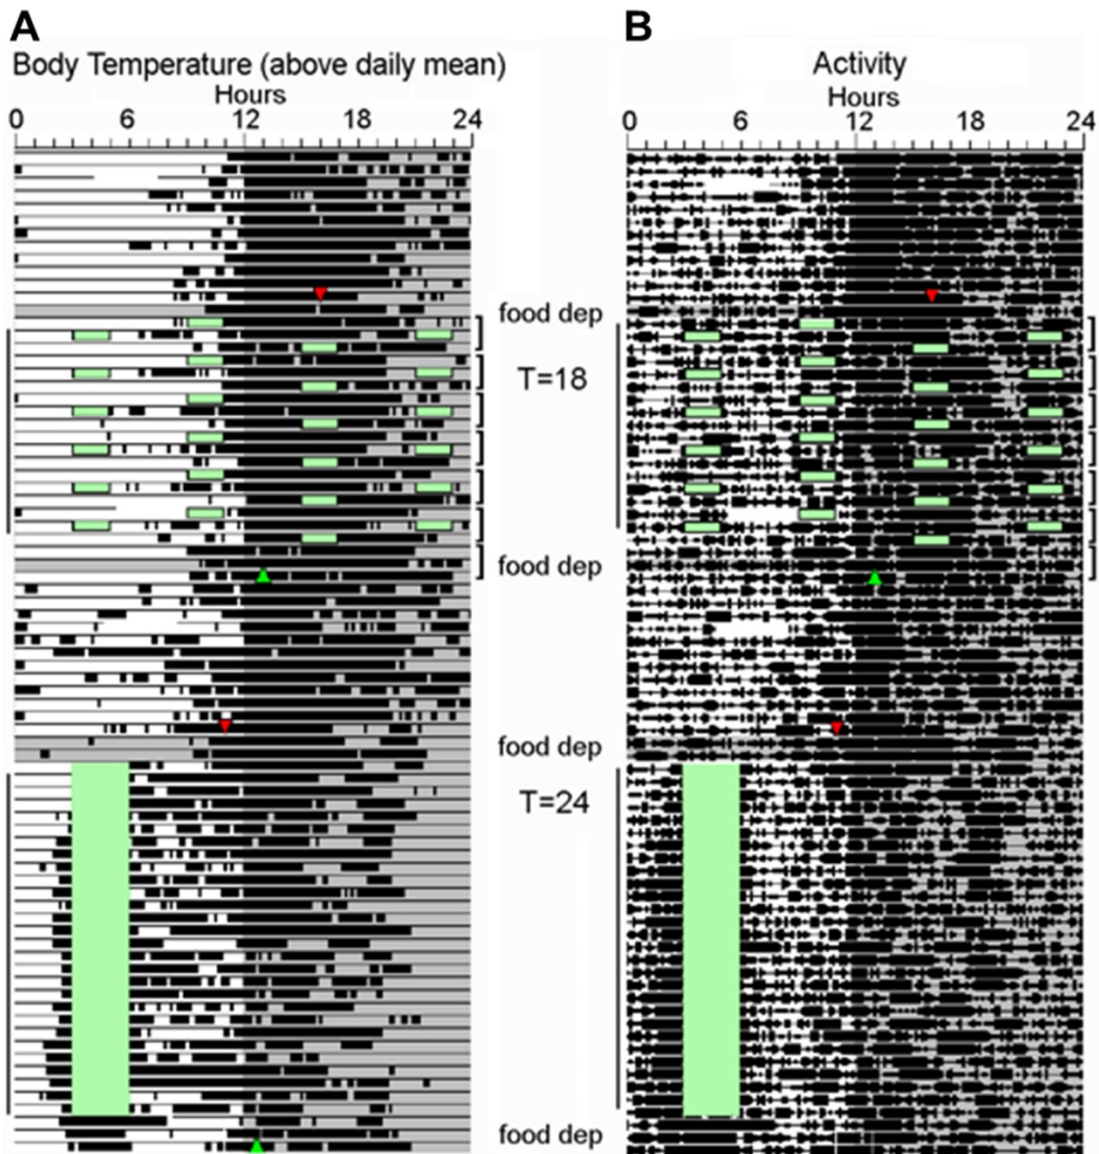 A
B
Body Temperature (above daily mean)
Activity
Hours
Hours
0 6 12 18 24
0 6 12 18 24
food dep
T=18
food dep
food dep
T=24
food dep